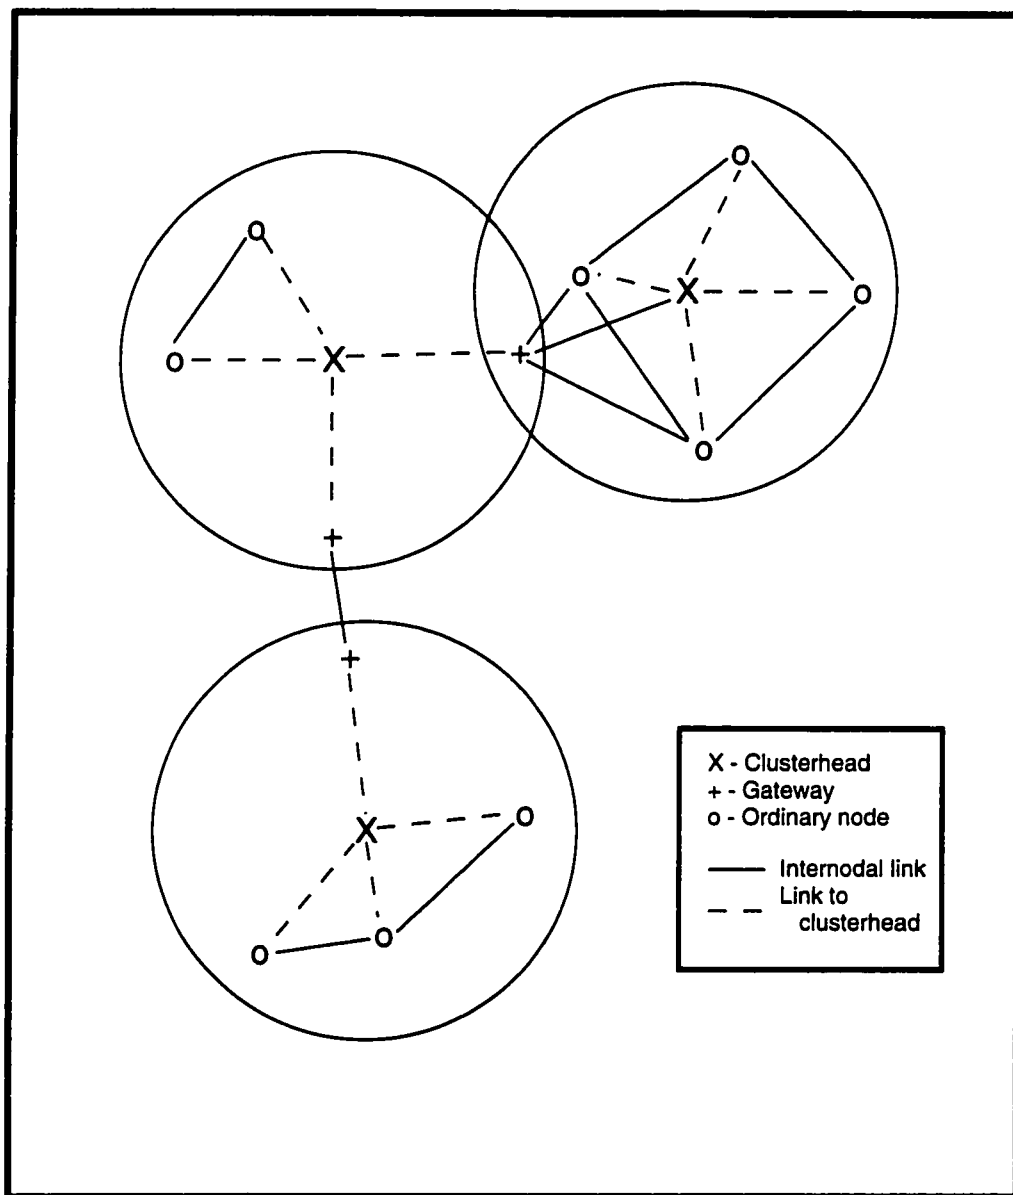 X - Clusterhead
+ - Gateway
o - Ordinary node
Internodal link
Link to
clusterhead